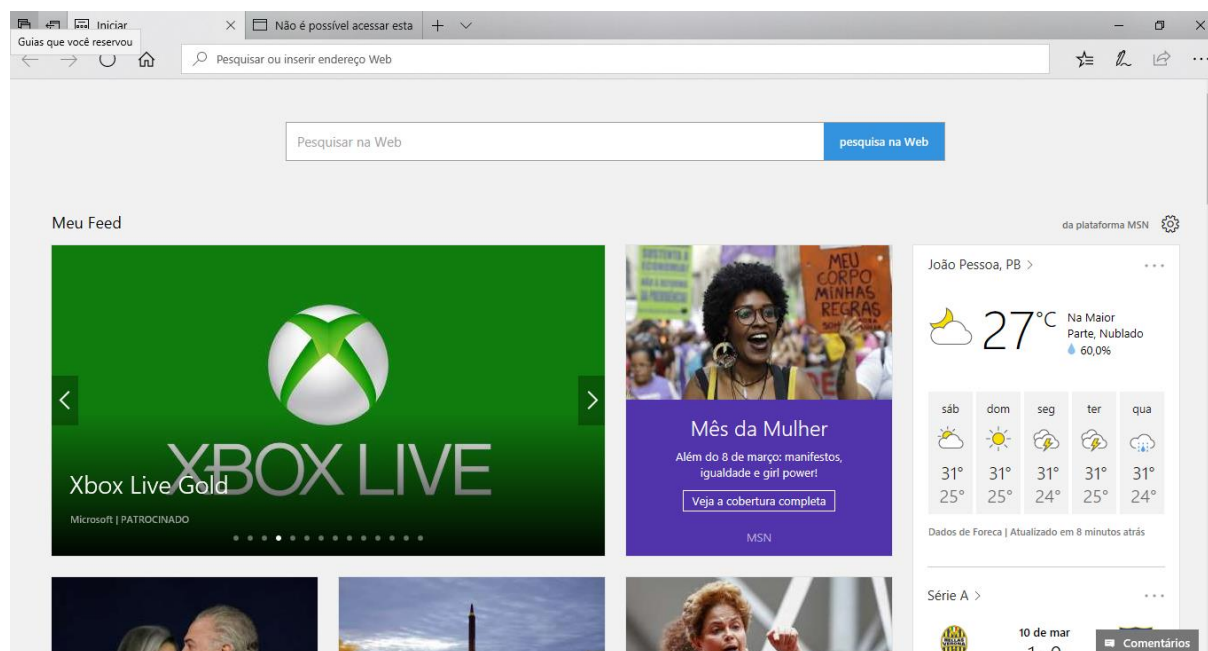 Iniciar
Não é possível acessar esta
Guias que você reservou
Pesquisar ou inserir endereço Web
Pesquisar na Web
pesquisa na Web
Meu Feed
da plataforma MSN
XBOX LIVE
Xbox Live Gold
Microsoft | PATROCINADO
MEU
CORPO
MINHAS
REGRAS
Mês da Mulher
Além do 8 de março: manifestos,
igualdade e girl power!
Veja a cobertura completa
MSN
João Pessoa, PB >
27°C
Na Maior
Parte, Nublado
60,0%
sáb dom seg ter qua
31° 31° 31° 31° 31°
25° 25° 24° 25° 24°
Dados de Foreca | Atualizado em 8 minutos atrás
Série A >
10 de mar
Comentários